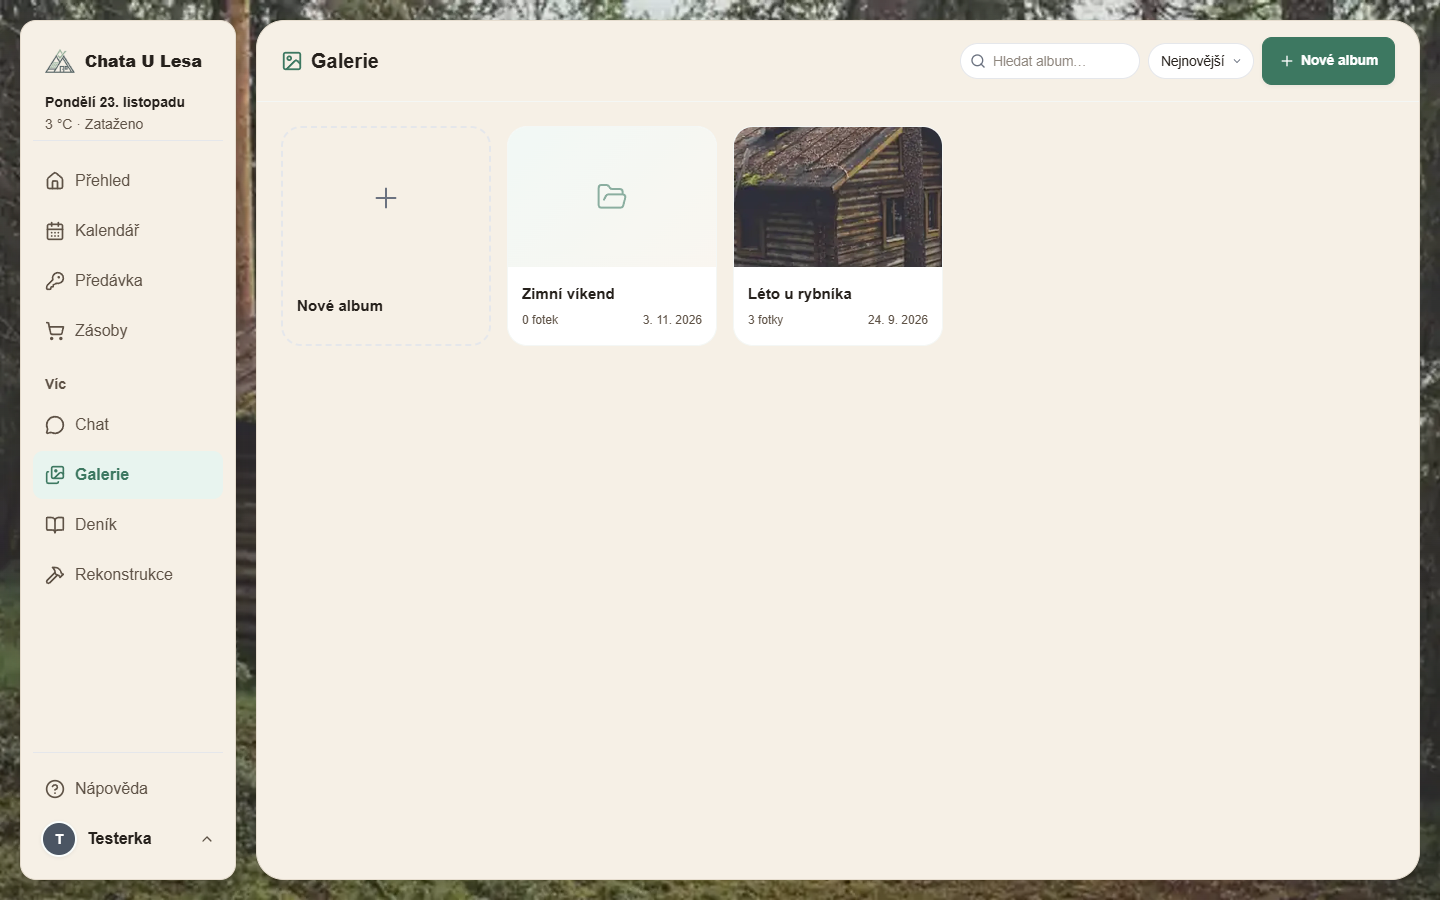 Chata U Lesa
Pondělí 23. listopadu
3 °C · Zataženo
Přehled
Kalendář
Předávka
Zásoby
Víc
Chat
Galerie
Deník
Rekonstrukce
Nápověda
T
Testerka
Galerie
Hledat album...
Nejnovější
Nové album
Nové album
Zimní víkend
0 fotek
3. 11. 2026
Léto u rybníka
3 fotky
24. 9. 2026